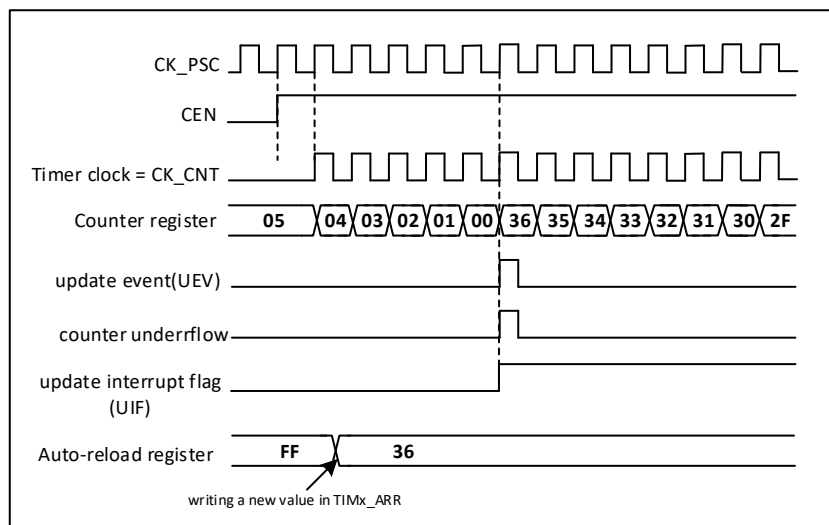 CK_PSC
CEN
Timer clock = CK_CNT
Counter register
05 04 03 02 01 00 36 35 34 33 32 31 30 2F
update event(UEV)
counter underrflow
update interrupt flag
(UIF)
Auto-reload register
FF 36
writing a new value in TIMx_ARR